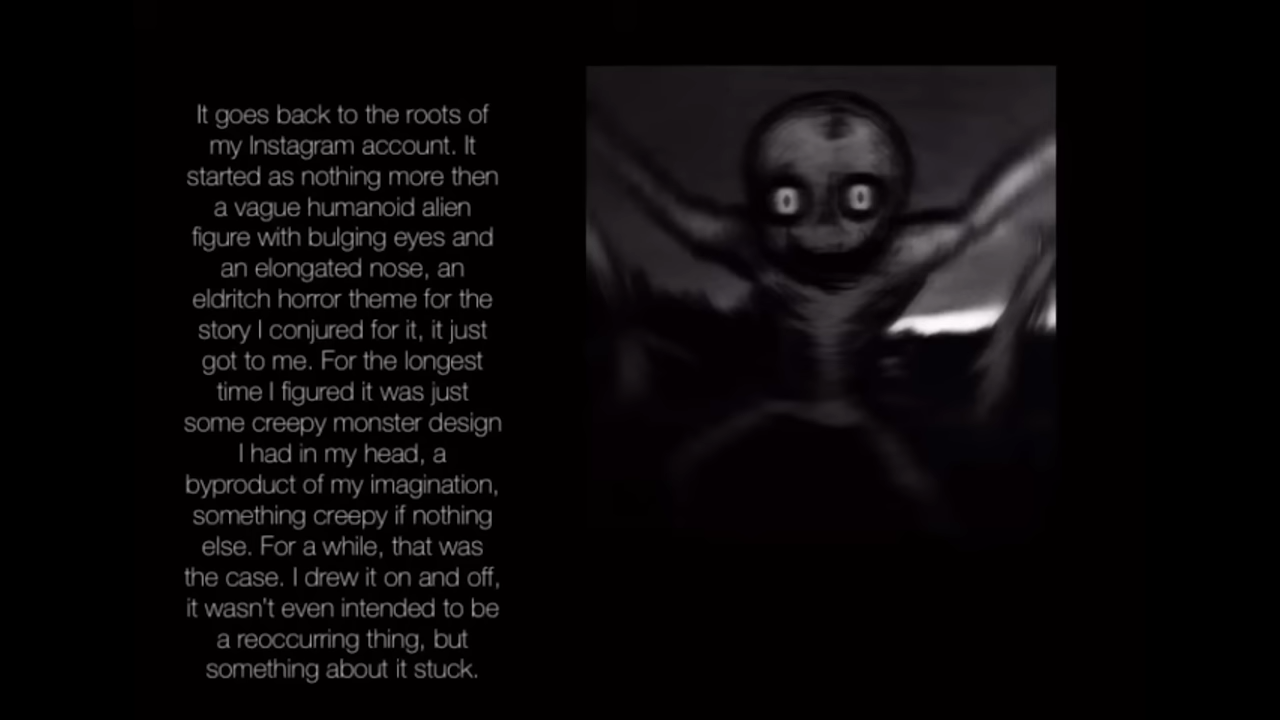 It goes back to the roots of
my Instagram account. It
started as nothing more then
a vague humanoid alien
figure with bulging eyes and
an elongated nose, an
eldritch horror theme for the
story I conjured for it, it just
got to me. For the longest
time I figured it was just
some creepy monster design
I had in my head, a
byproduct of my imagination,
something creepy if nothing
else. For a while, that was
the case. I drew it on and off,
it wasn't even intended to be
a reoccurring thing, but
something about it stuck.